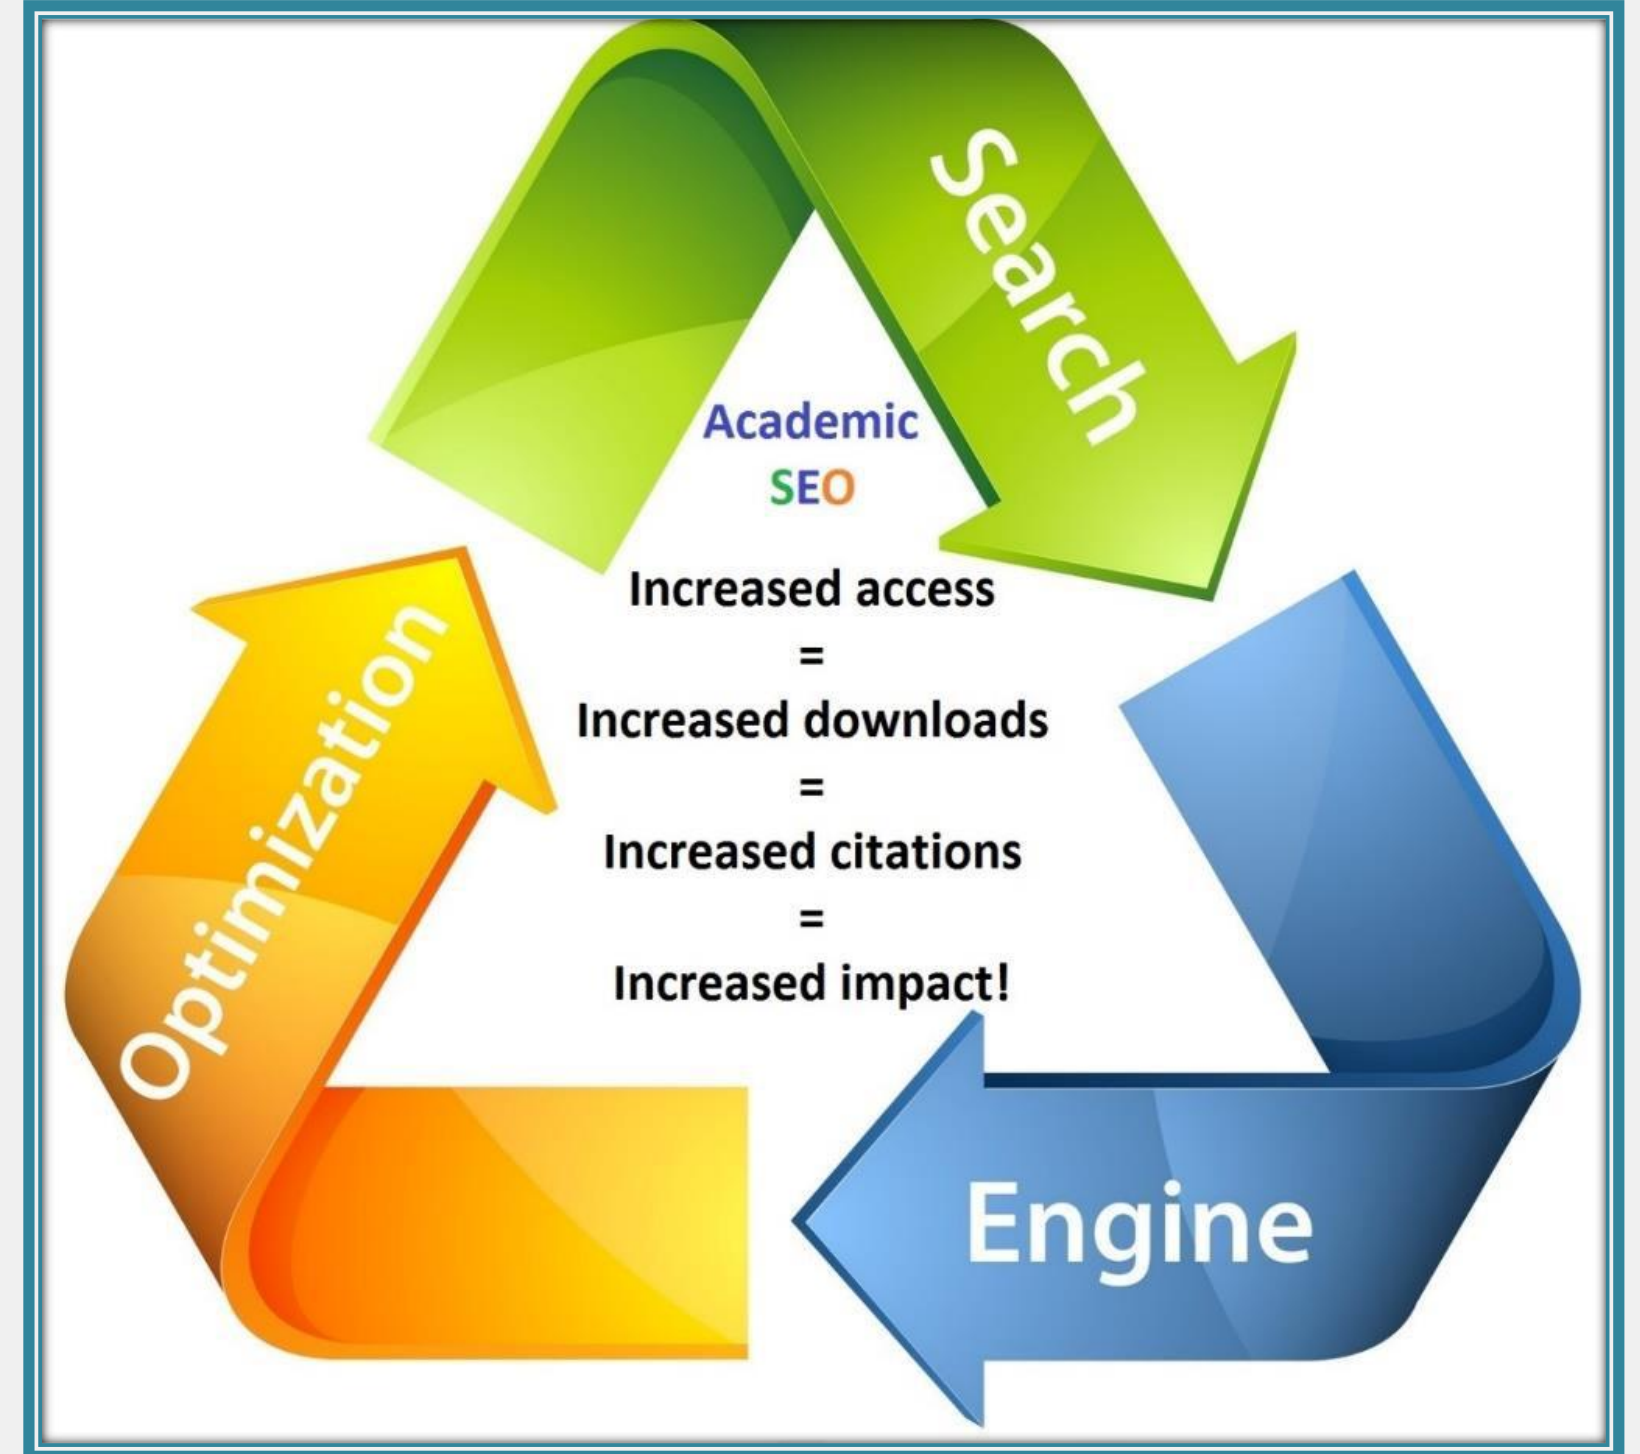 Search
Academic
SEO
Increased access
=
Increased downloads
=
Increased citations
=
Increased impact!
Optimization
Engine